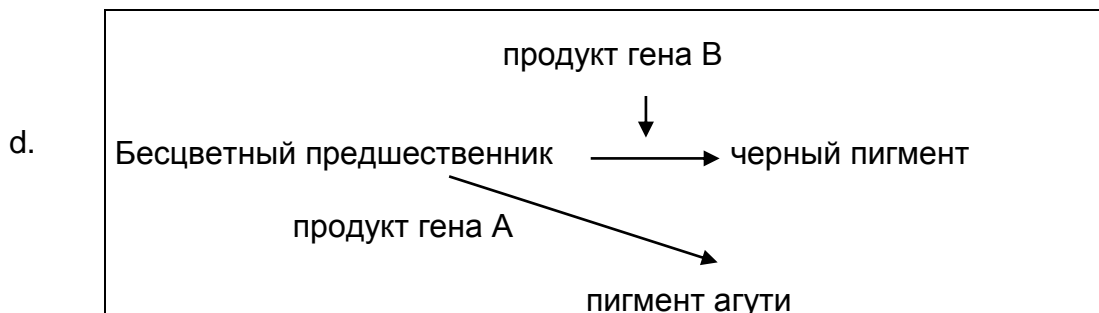 продукт гена В
d.
Бесцветный предшественник
черный пигмент
продукт гена А
пигмент агути